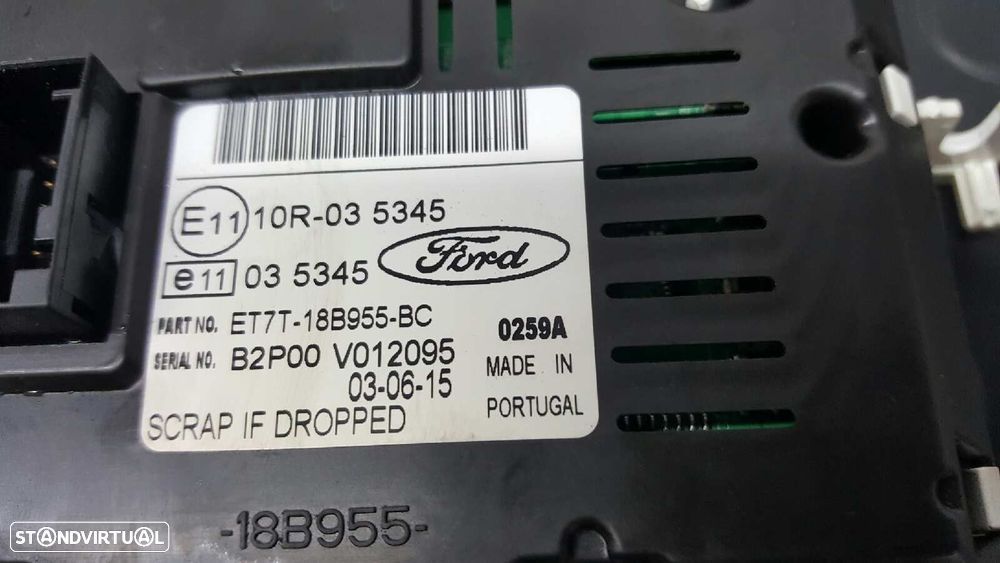 E11 10R-03 5345
Ford
e11 03 5345
PART NO. ET7T-18B955-BC
0259A
SERIAL NO. B2P00 V012095
MADE IN
03-06-15
PORTUGAL
SCRAP IF DROPPED
-18B955-
STANDVIRTUAL